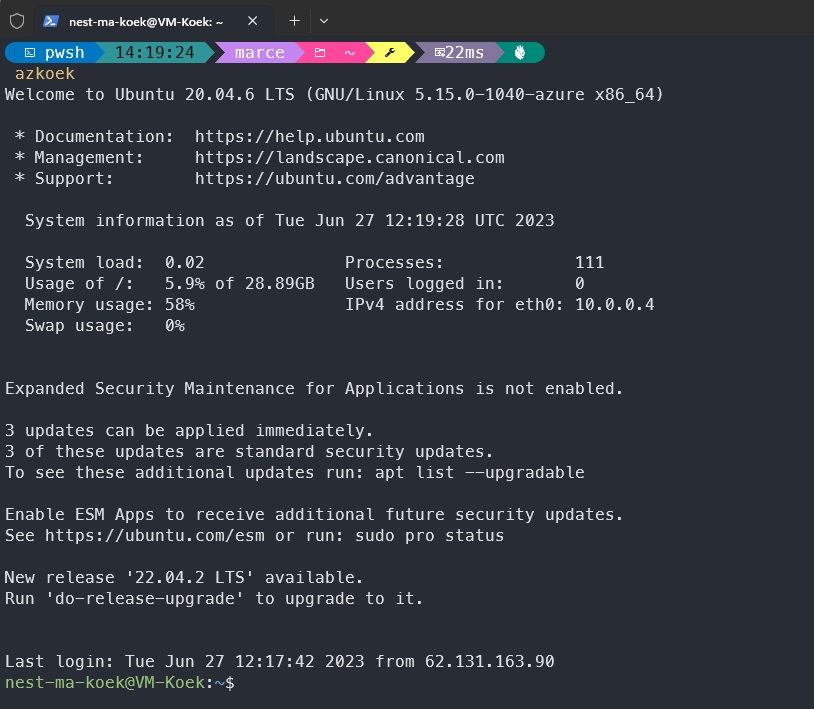 nest-ma-koek@VM-Koek: ~
pwsh 14:19:24 marce ~ 22ms
azkoek
Welcome to Ubuntu 20.04.6 LTS (GNU/Linux 5.15.0-1040-azure x86_64)
* Documentation:  https://help.ubuntu.com
* Management:     https://landscape.canonical.com
* Support:        https://ubuntu.com/advantage
System information as of Tue Jun 27 12:19:28 UTC 2023
System load:  0.02              Processes:             111
Usage of /:   5.9% of 28.89GB   Users logged in:       0
Memory usage: 58%               IPv4 address for eth0: 10.0.0.4
Swap usage:   0%
Expanded Security Maintenance for Applications is not enabled.
3 updates can be applied immediately.
3 of these updates are standard security updates.
To see these additional updates run: apt list --upgradable
Enable ESM Apps to receive additional future security updates.
See https://ubuntu.com/esm or run: sudo pro status
New release '22.04.2 LTS' available.
Run 'do-release-upgrade' to upgrade to it.
Last login: Tue Jun 27 12:17:42 2023 from 62.131.163.90
nest-ma-koek@VM-Koek:~$